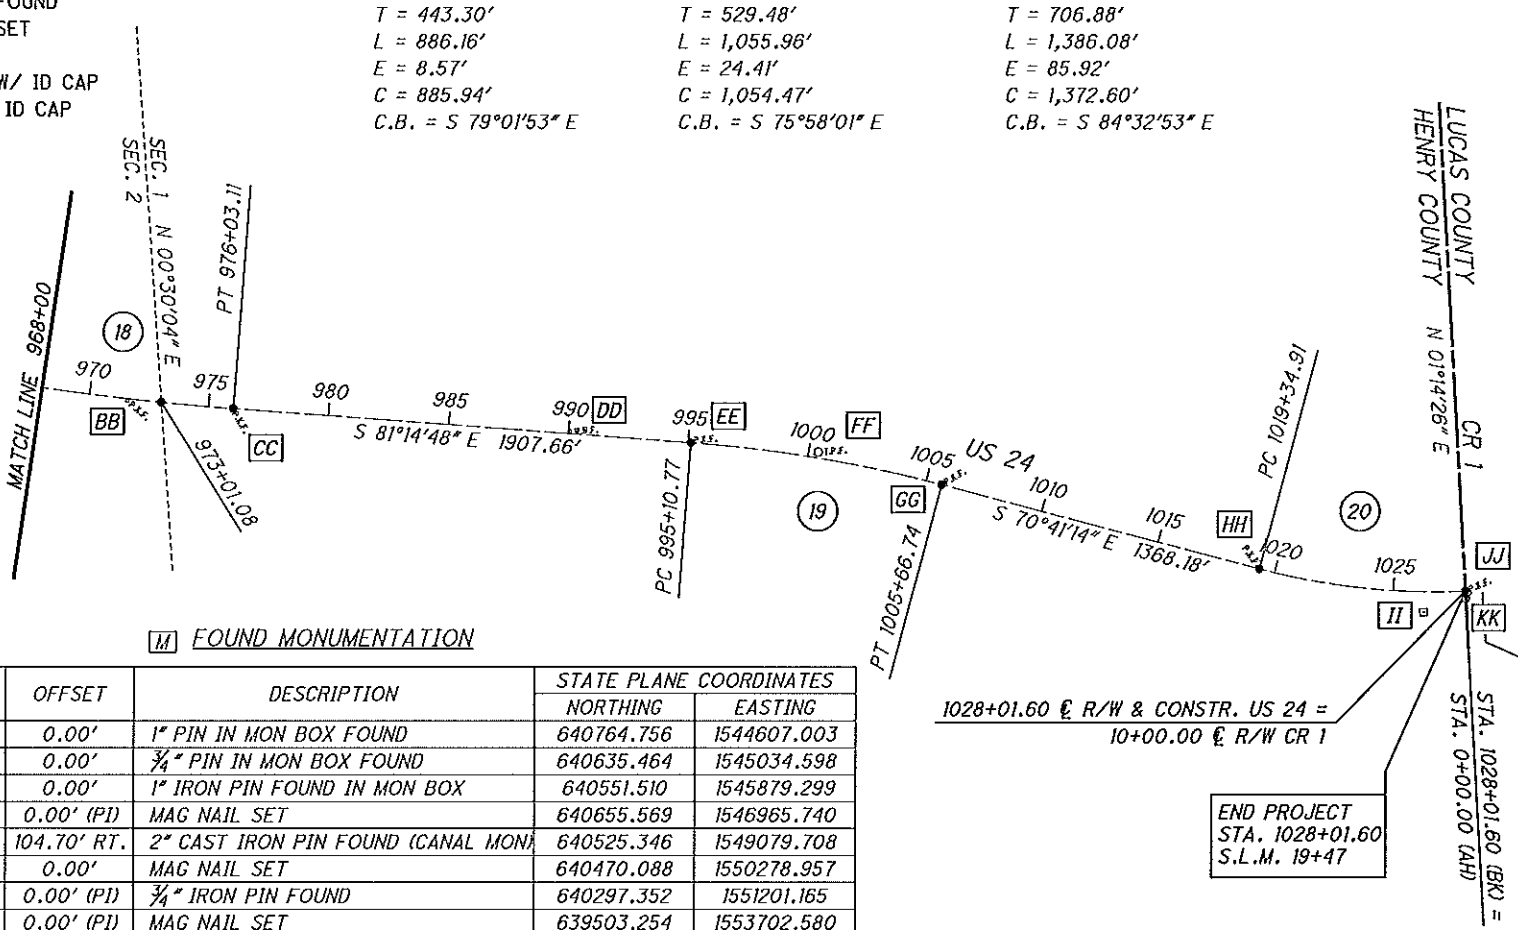 FOUND
SET
W/ ID CAP
ID CAP
T = 443.30'
L = 886.16'
E = 8.57'
C = 885.94'
C.B. = S 79°01'53" E
T = 529.48'
L = 1,055.96'
E = 24.41'
C = 1,054.47'
C.B. = S 75°58'01" E
T = 706.88'
L = 1,386.08'
E = 85.92'
C = 1,372.60'
C.B. = S 84°32'53" E
MATCH LINE 968+00
18
SEC. 1 N 00°30'04" E
SEC. 2
PT 976+03.11
970
975
980
985
990
995
1000
1005
1010
1015
1020
1025
BB
P.K.F.
973+01.08
CC
P.K.F.
S 81°14'48" E 1907.66'
DD
EE
P.K.F.
PC 995+10.77
FF
O I.P.F.
19
GG
P.K.F.
US 24
PT 1005+66.74
S 70°41'14" E 1368.18'
HH
P.K.F.
PC 1019+34.91
20
LUCAS COUNTY
HENRY COUNTY N 01°14'26" E
CR 1
II
JJ
P.K.F.
KK
1028+01.60 ℄ R/W & CONSTR. US 24 =
10+00.00 ℄ R/W CR 1
END PROJECT
STA. 1028+01.60
S.L.M. 19+47
STA. 1028+01.60 (BK) =
STA. 0+00.00 (AH)
M FOUND MONUMENTATION
OFFSET DESCRIPTION STATE PLANE COORDINATES
NORTHING EASTING
0.00' 1" PIN IN MON BOX FOUND 640764.756 1544607.003
0.00' 3/4" PIN IN MON BOX FOUND 640635.464 1545034.598
0.00' 1" IRON PIN FOUND IN MON BOX 640551.510 1545879.299
0.00' (PI) MAG NAIL SET 640655.569 1546965.740
104.70' RT. 2" CAST IRON PIN FOUND (CANAL MON) 640525.346 1549079.708
0.00' MAG NAIL SET 640470.088 1550278.957
0.00' (PI) 3/4" IRON PIN FOUND 640297.352 1551201.165
0.00' (PI) MAG NAIL SET 639503.254 1553702.580